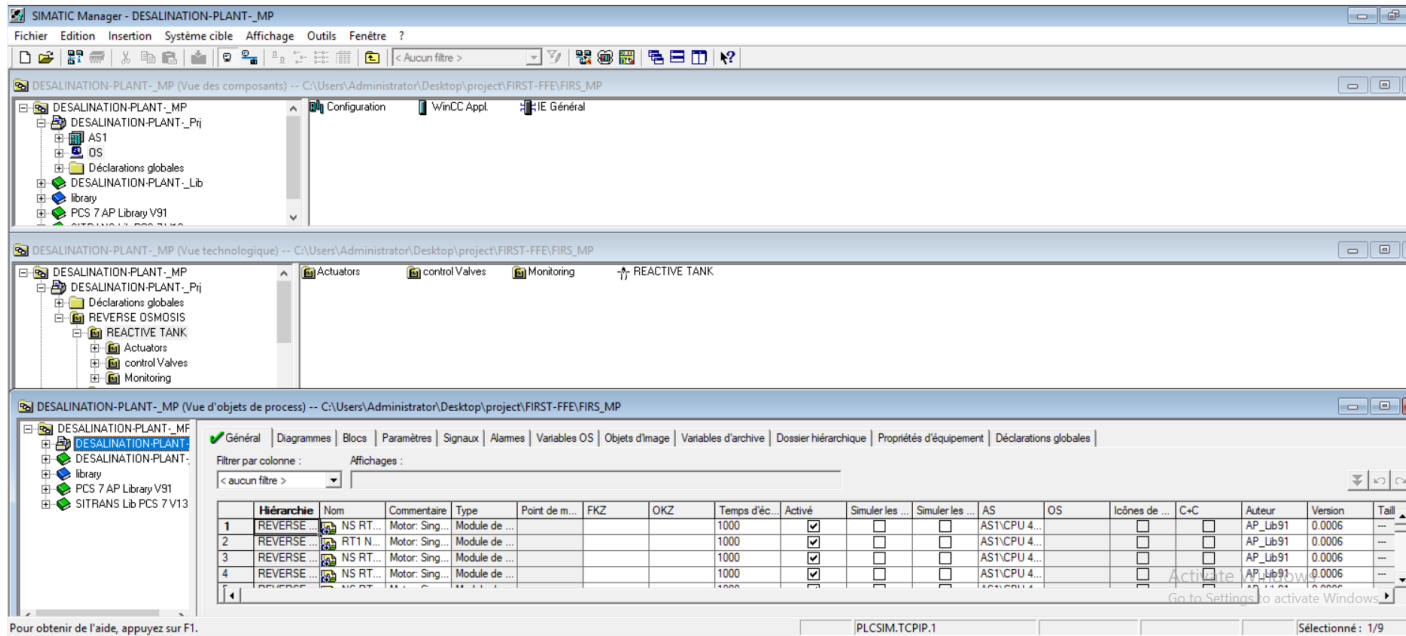 SIMATIC Manager - DESALINATION-PLANT-_MP
Fichier Edition Insertion Système cible Affichage Outils Fenêtre ?
< Aucun filtre >
DESALINATION-PLANT-_MP (Vue des composants) -- C:\Users\Administrator\Desktop\project\FIRST-FFE\FIRS_MP
DESALINATION-PLANT-_MP
DESALINATION-PLANT-_Prj
AS1
OS
Déclarations globales
DESALINATION-PLANT-_Lib
library
PCS 7 AP Library V91
Configuration WinCC Appl. IE Général
DESALINATION-PLANT-_MP (Vue technologique) -- C:\Users\Administrator\Desktop\project\FIRST-FFE\FIRS_MP
DESALINATION-PLANT-_MP
DESALINATION-PLANT-_Prj
Déclarations globales
REVERSE OSMOSIS
REACTIVE TANK
Actuators
control Valves
Monitoring
Actuators control Valves Monitoring REACTIVE TANK
DESALINATION-PLANT-_MP (Vue d'objets de process) -- C:\Users\Administrator\Desktop\project\FIRST-FFE\FIRS_MP
DESALINATION-PLANT-_MF
DESALINATION-PLANT-
DESALINATION-PLANT-
library
PCS 7 AP Library V91
SITRANS Lib PCS 7 V13
Général Diagrammes Blocs Paramètres Signaux Alarmes Variables OS Objets d'image Variables d'archive Dossier hiérarchique Propriétés d'équipement Déclarations globales
Filtrer par colonne : Affichages :
< aucun filtre >
Hiérarchie Nom Commentaire Type Point de m... FKZ OKZ Temps d'éc... Activé Simuler les ... Simuler les ... AS OS Icônes de ... C+C Auteur Version Taill
1 REVERSE ... NS RT... Motor: Sing... Module de ... 1000 AS1\CPU 4... AP_Lib91 0.0006 ---
2 REVERSE ... RT1 N... Motor: Sing... Module de ... 1000 AS1\CPU 4... AP_Lib91 0.0006 ---
3 REVERSE ... NS RT... Motor: Sing... Module de ... 1000 AS1\CPU 4... AP_Lib91 0.0006 ---
4 REVERSE ... NS RT... Motor: Sing... Module de ... 1000 AS1\CPU 4... AP_Lib91 0.0006 ---
Activate Windows
Go to Settings to activate Windows.
Pour obtenir de l'aide, appuyez sur F1. PLCSIM.TCPIP.1 Sélectionné : 1/9